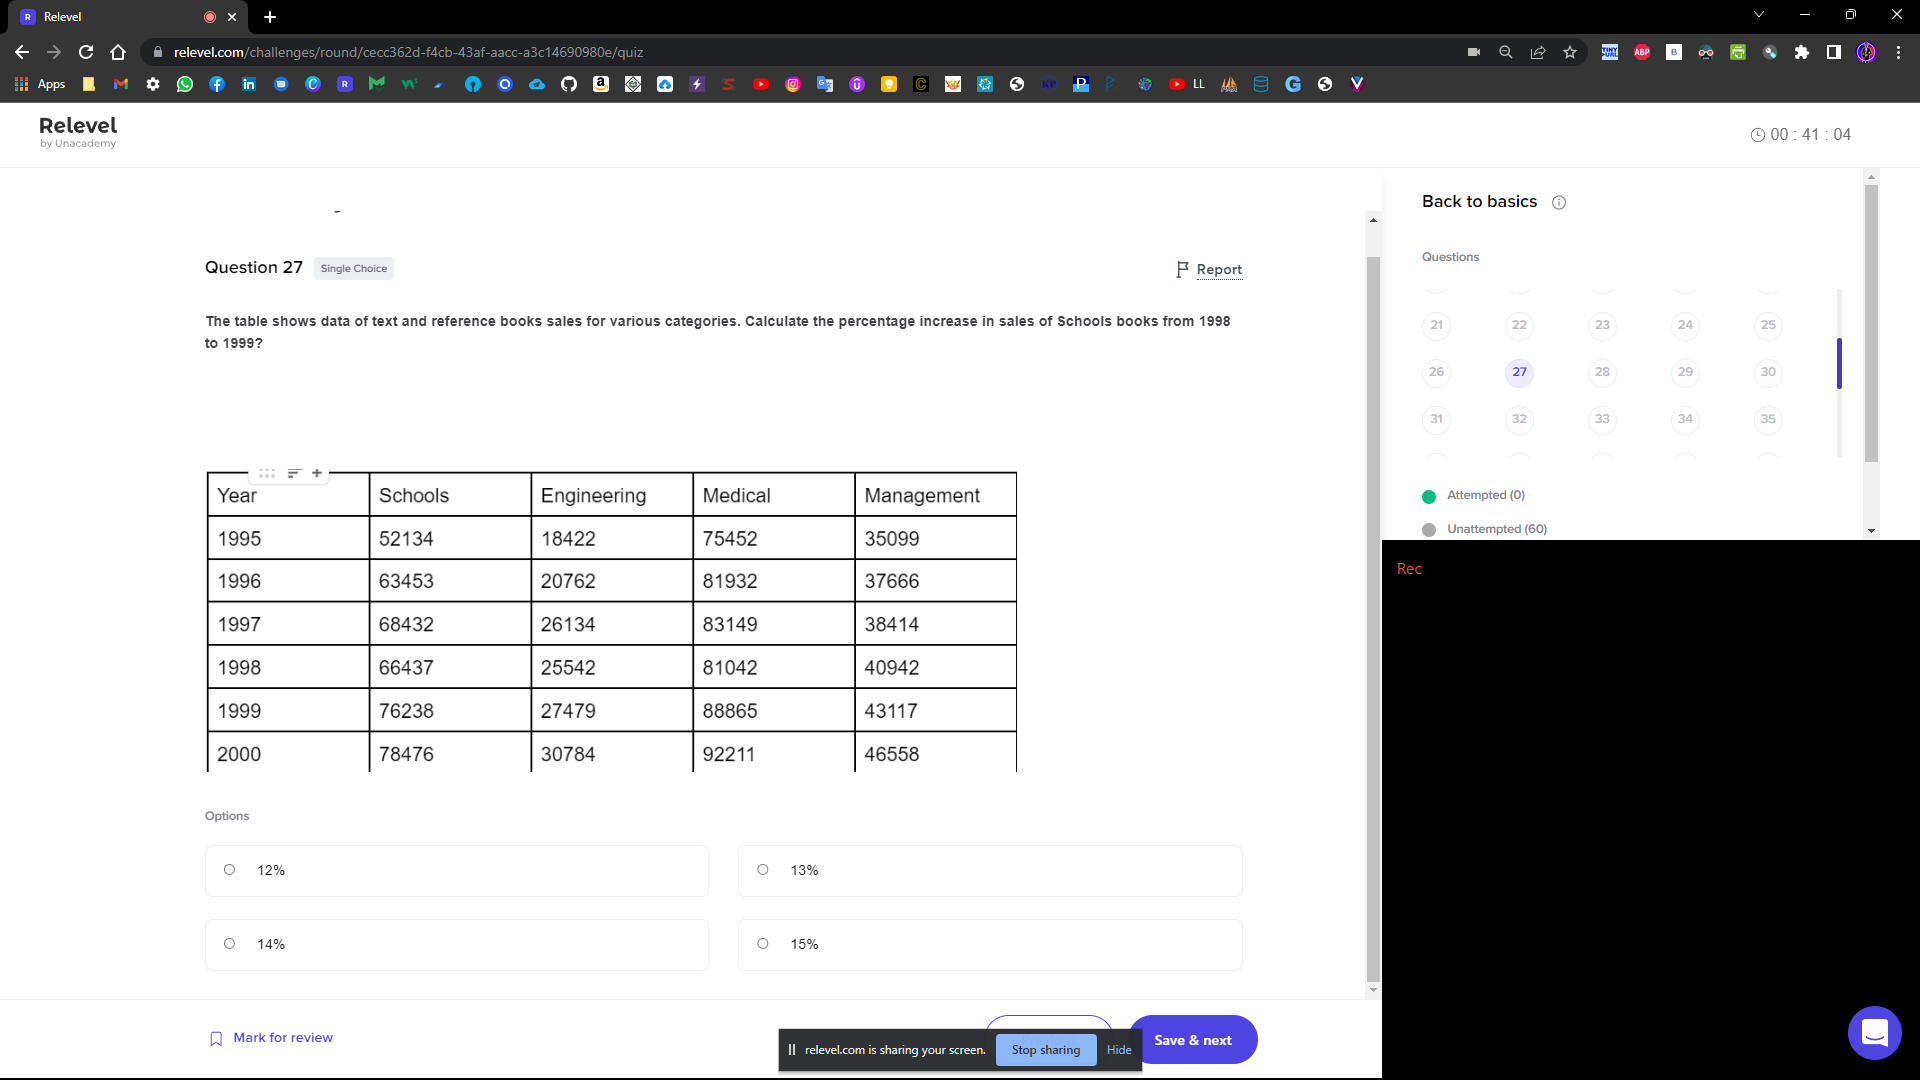 Relevel
relevel.com/challenges/round/cecc362d-f4cb-43af-aacc-a3c14690980e/quiz
Apps
LL
Relevel
by Unacademy
00 : 41 : 04
Question 27
Single Choice
Report
The table shows data of text and reference books sales for various categories. Calculate the percentage increase in sales of Schools books from 1998
to 1999?
Year Schools Engineering Medical Management
1995 52134 18422 75452 35099
1996 63453 20762 81932 37666
1997 68432 26134 83149 38414
1998 66437 25542 81042 40942
1999 76238 27479 88865 43117
2000 78476 30784 92211 46558
Options
12%
13%
14%
15%
Mark for review
relevel.com is sharing your screen.
Stop sharing
Hide
Save & next
Back to basics
Questions
21 22 23 24 25
26 27 28 29 30
31 32 33 34 35
Attempted (0)
Unattempted (60)
Rec